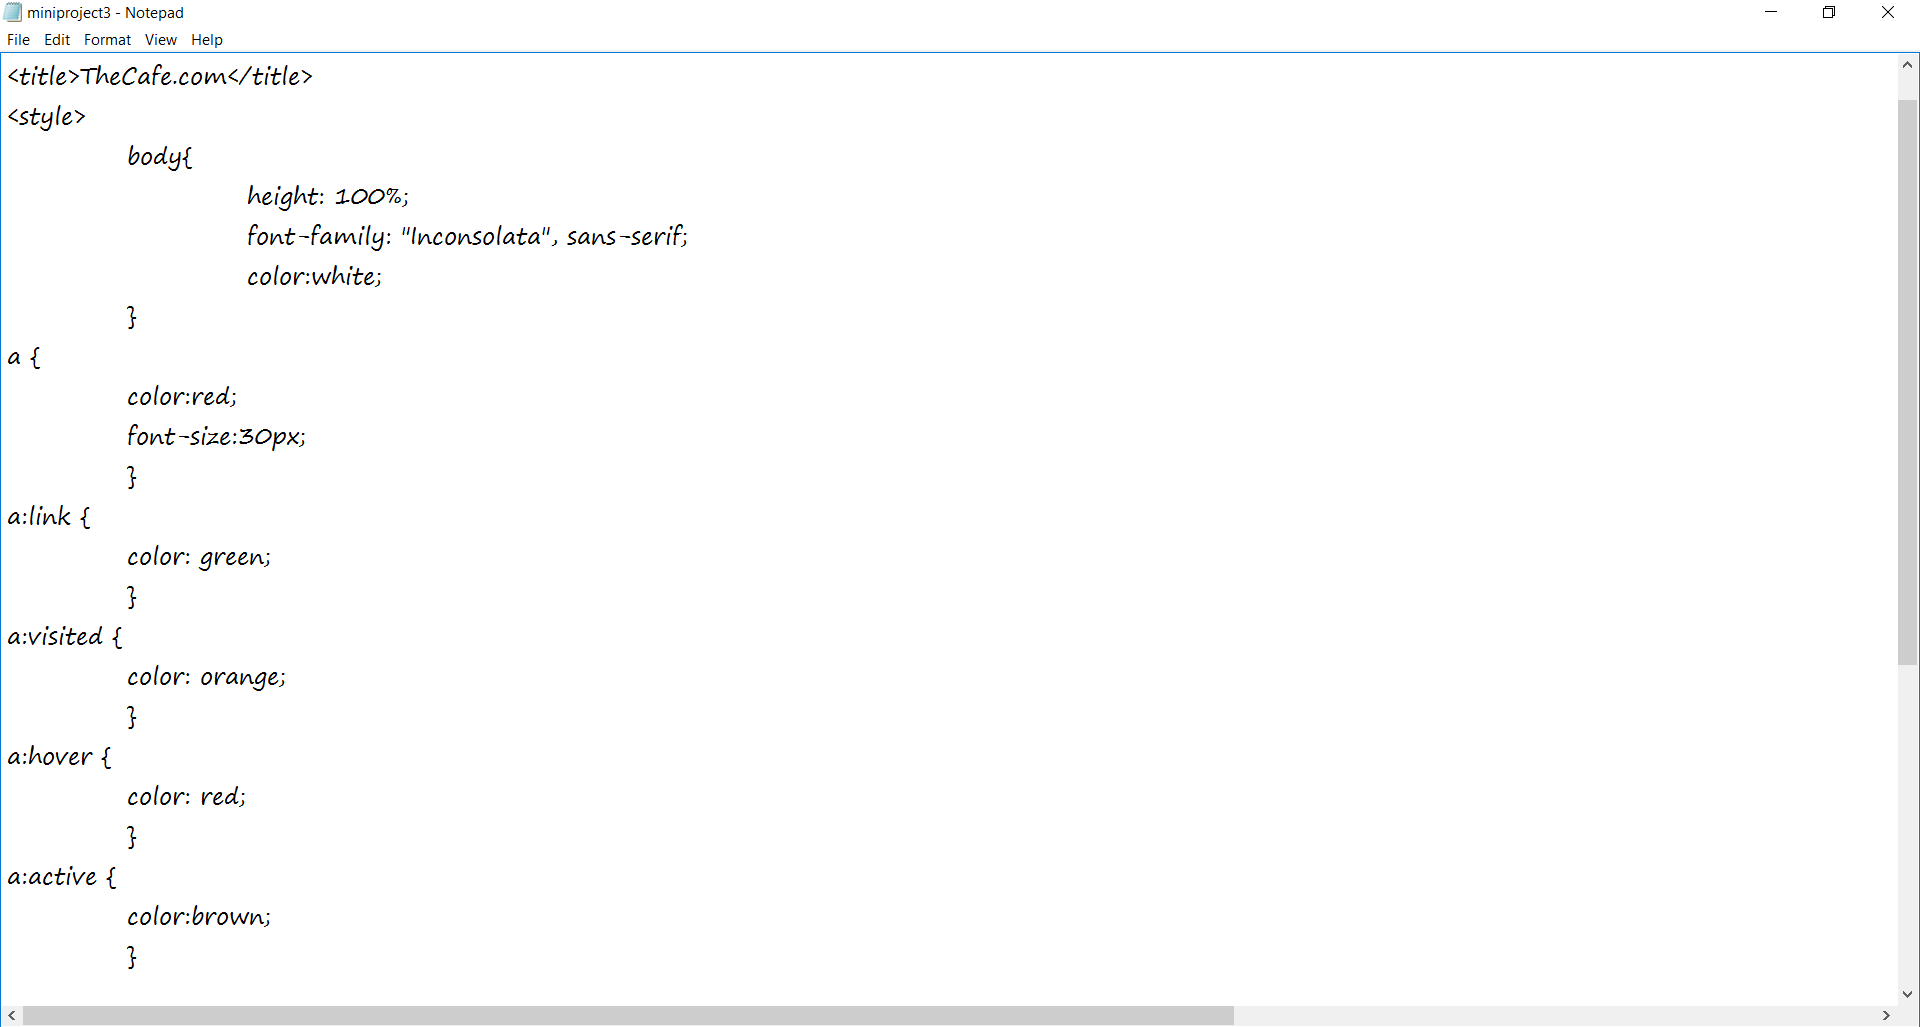 miniproject3 - Notepad
File Edit Format View Help
<title>TheCafe.com</title>
<style>
body{
height: 100%;
font-family: "Inconsolata", sans-serif;
color:white;
}
a {
color:red;
font-size:30px;
}
a:link {
color: green;
}
a:visited {
color: orange;
}
a:hover {
color: red;
}
a:active {
color:brown;
}